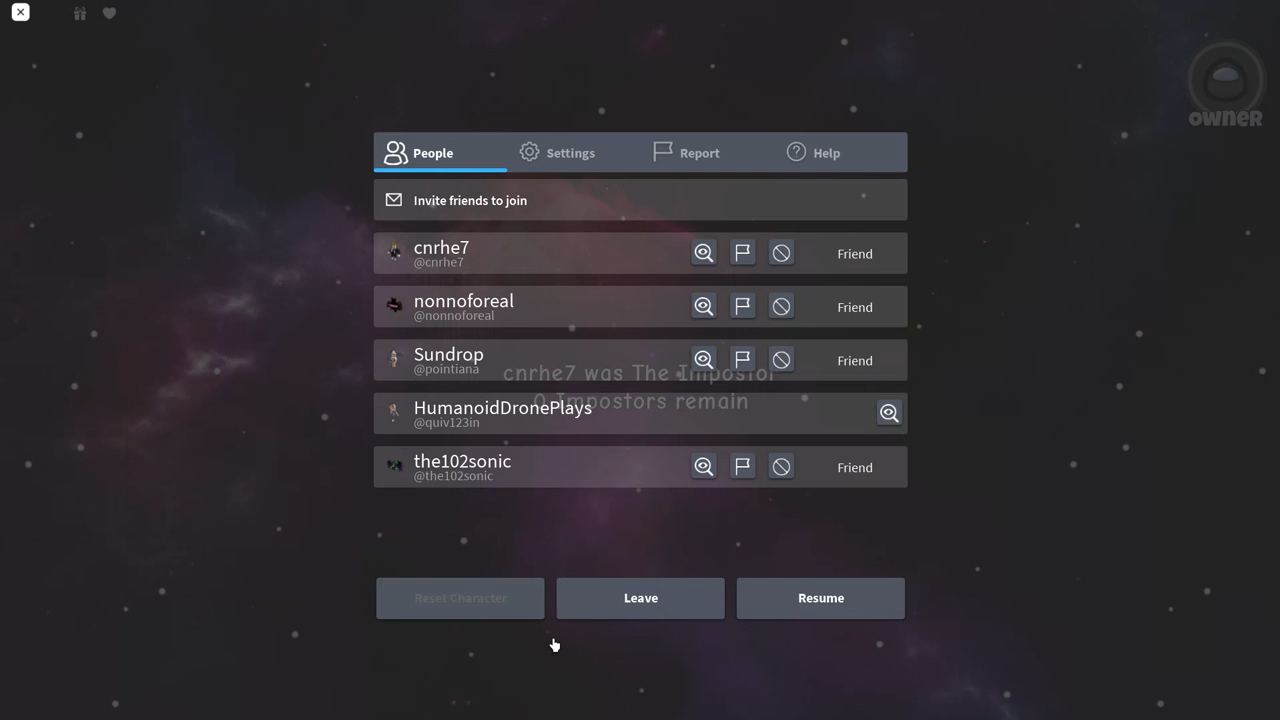 OWNER
People
Settings
Report
Help
Invite friends to join
cnrhe7
@cnrhe7
Friend
nonnoforeal
@nonnoforeal
Friend
Sundrop
@pointiana
Friend
cnrhe7 was The Impostor
0 Impostors remain
HumanoidDronePlays
@quiv123in
the102sonic
@the102sonic
Friend
Reset Character
Leave
Resume